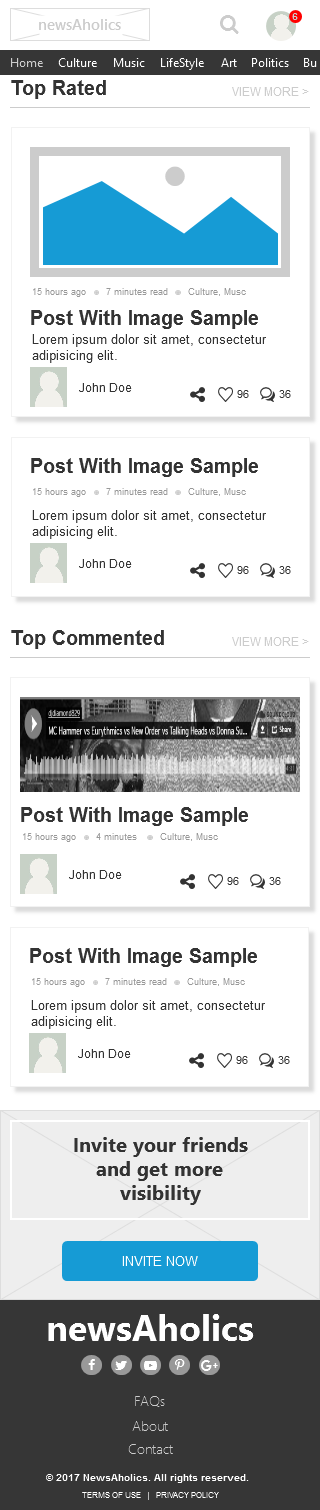 newsAholics
6
Home Culture Music LifeStyle Art Politics Bu
Top Rated VIEW MORE >
15 hours ago 7 minutes read Culture, Musc
Post With Image Sample
Lorem ipsum dolor sit amet, consectetur
adipisicing elit.
John Doe 96 36
Post With Image Sample
15 hours ago 7 minutes read Culture, Musc
Lorem ipsum dolor sit amet, consectetur
adipisicing elit.
John Doe 96 36
Top Commented VIEW MORE >
didiamond829
MC Hammer vs Eurythmics vs New Order vs Talking Heads vs Donna Su... Share
Post With Image Sample
15 hours ago 4 minutes Culture, Musc
John Doe 96 36
Post With Image Sample
15 hours ago 7 minutes read Culture, Musc
Lorem ipsum dolor sit amet, consectetur
adipisicing elit.
John Doe 96 36
Invite your friends
and get more
visibility
INVITE NOW
newsAholics
FAQs
About
Contact
© 2017 NewsAholics. All rights reserved.
TERMS OF USE | PRIVACY POLICY